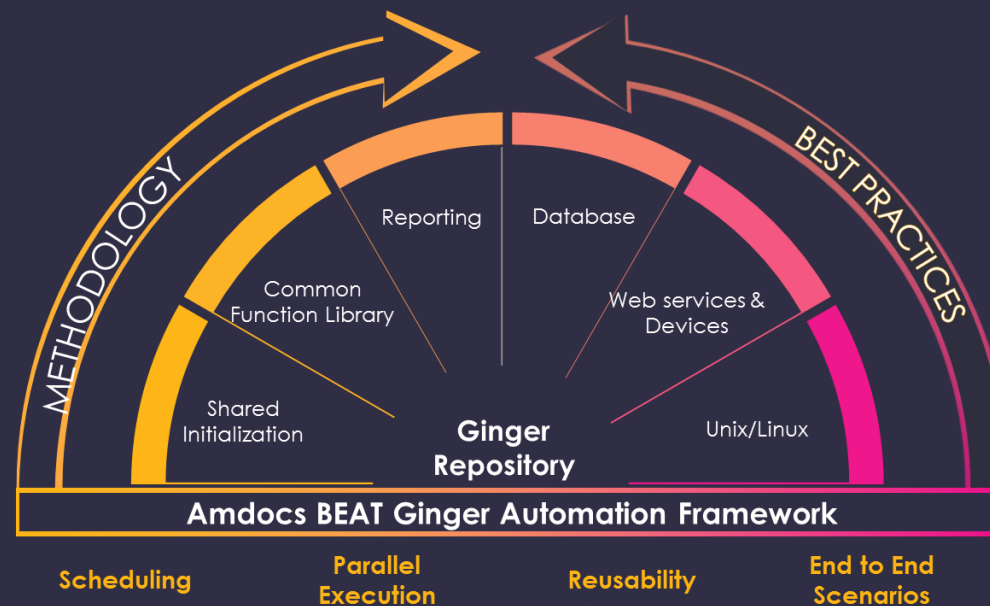 METHODOLOGY
BEST PRACTICES
Reporting
Database
Common
Function Library
Web services &
Devices
Shared
Initialization
Unix/Linux
Ginger
Repository
Amdocs BEAT Ginger Automation Framework
Scheduling
Parallel
Execution
Reusability
End to End
Scenarios